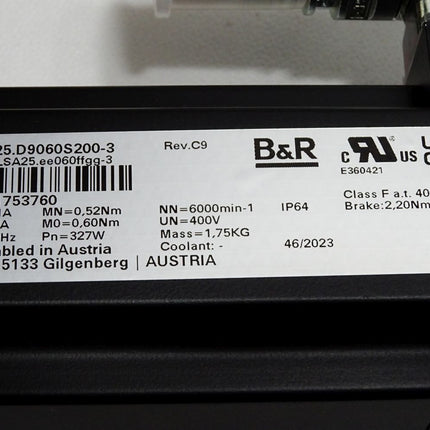 25.D9060S200-3 Rev.C9
LSA25.ee060ffgg-3
B&R
c RU US
E360421
753760
A MN=0,52Nm NN=6000min-1 IP64 Class F a.t. 40
A M0=0,60Nm UN=400V Brake:2,20Nm
Hz Pn=327W Mass=1,75KG
bled in Austria Coolant: - 46/2023
5133 Gilgenberg | AUSTRIA